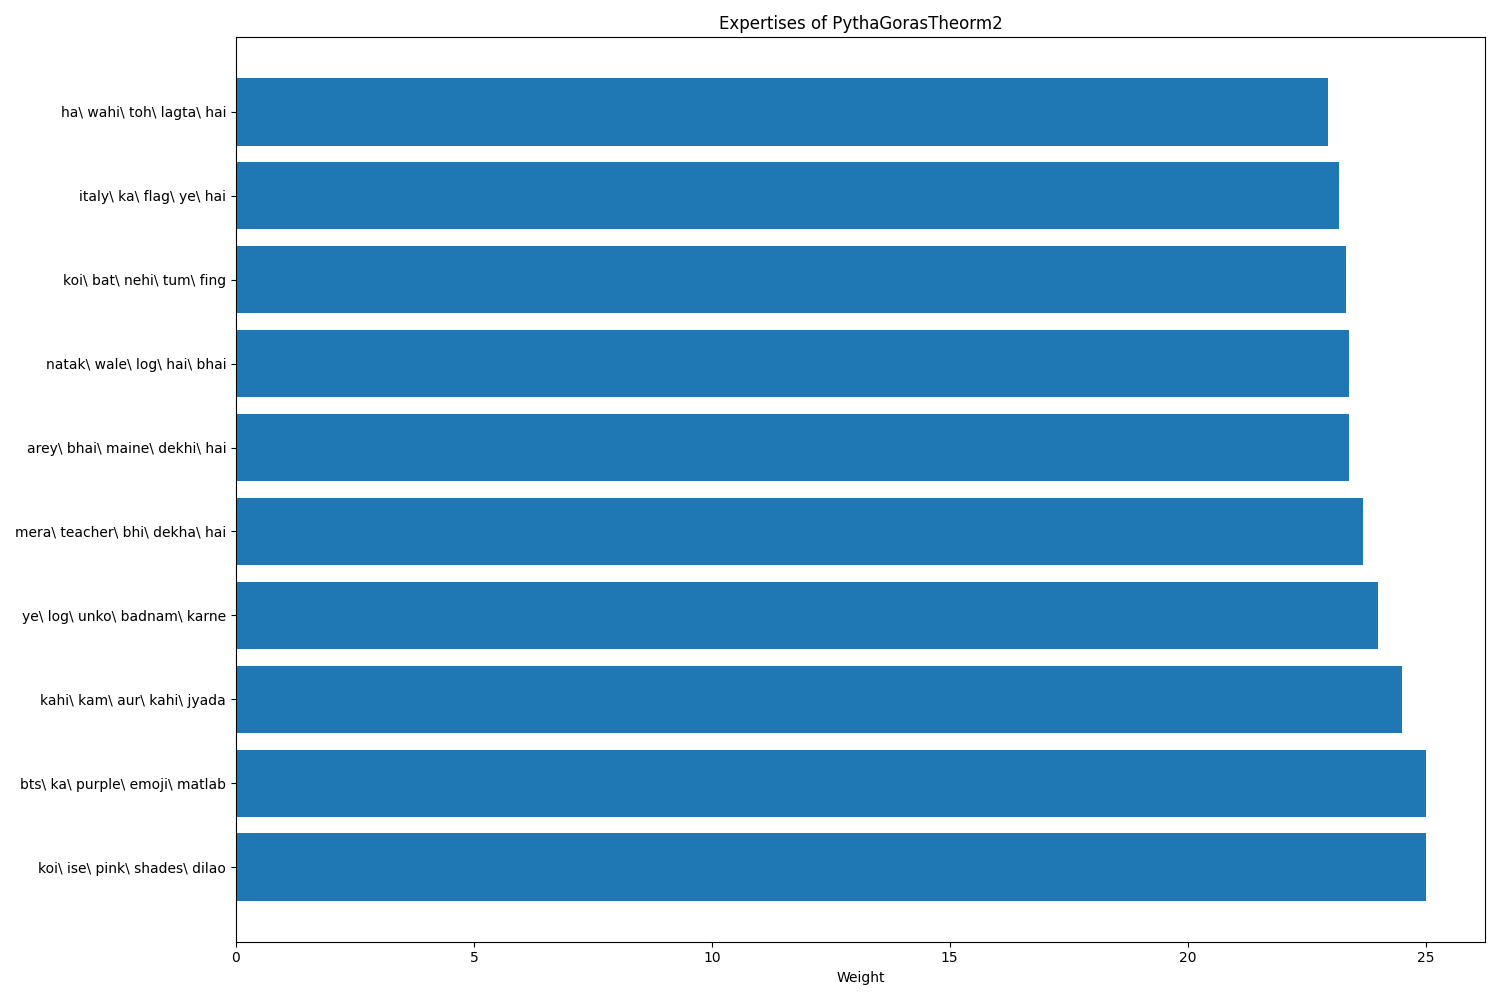 Expertises of PythaGorasTheorm2
ha\ wahi\ toh\ lagta\ hai
italy\ ka\ flag\ ye\ hai
koi\ bat\ nehi\ tum\ fing
natak\ wale\ log\ hai\ bhai
arey\ bhai\ maine\ dekhi\ hai
mera\ teacher\ bhi\ dekha\ hai
ye\ log\ unko\ badnam\ karne
kahi\ kam\ aur\ kahi\ jyada
bts\ ka\ purple\ emoji\ matlab
koi\ ise\ pink\ shades\ dilao
0 5 10 15 20 25
Weight